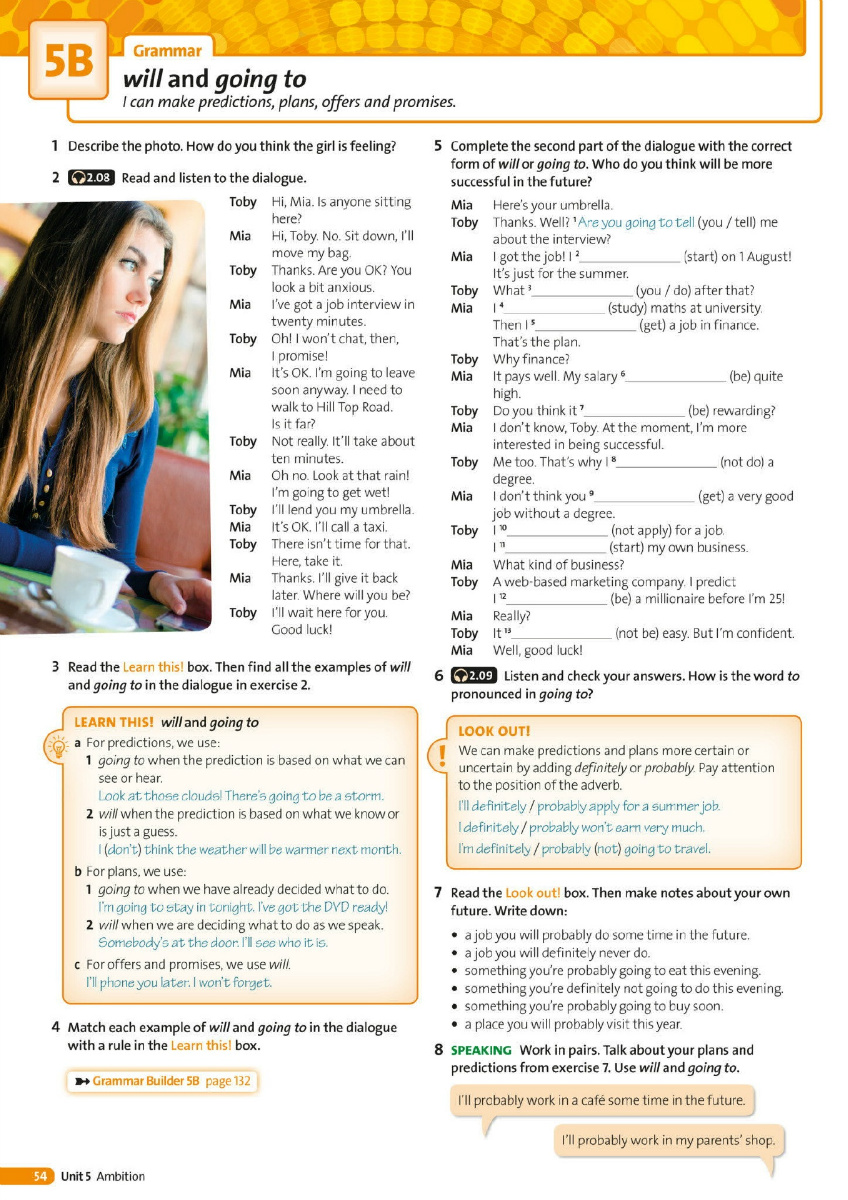 5B
Grammar
will and going to
I can make predictions, plans, offers and promises.
1 Describe the photo. How do you think the girl is feeling?
2 2.08 Read and listen to the dialogue.
Toby Hi, Mia. Is anyone sitting
here?
Mia Hi, Toby. No. Sit down, I'll
move my bag.
Toby Thanks. Are you OK? You
look a bit anxious.
Mia I've got a job interview in
twenty minutes.
Toby Oh! I won't chat, then,
I promise!
Mia It's OK. I'm going to leave
soon anyway. I need to
walk to Hill Top Road.
Is it far?
Toby Not really. It'll take about
ten minutes.
Mia Oh no. Look at that rain!
I'm going to get wet!
Toby I'll lend you my umbrella.
Mia It's OK. I'll call a taxi.
Toby There isn't time for that.
Here, take it.
Mia Thanks. I'll give it back
later. Where will you be?
Toby I'll wait here for you.
Good luck!
3 Read the Learn this! box. Then find all the examples of will
and going to in the dialogue in exercise 2.
LEARN THIS! will and going to
a For predictions, we use:
1 going to when the prediction is based on what we can
see or hear.
Look at those clouds! There's going to be a storm.
2 will when the prediction is based on what we know or
is just a guess.
I (don't) think the weather will be warmer next month.
b For plans, we use:
1 going to when we have already decided what to do.
I'm going to stay in tonight. I've got the DVD ready!
2 will when we are deciding what to do as we speak.
Somebody's at the door. I'll see who it is.
c For offers and promises, we use will.
I'll phone you later. I won't forget.
4 Match each example of will and going to in the dialogue
with a rule in the Learn this! box.
Grammar Builder 5B page 132
5 Complete the second part of the dialogue with the correct
form of will or going to. Who do you think will be more
successful in the future?
Mia Here's your umbrella.
Toby Thanks. Well? 1 Are you going to tell (you / tell) me
about the interview?
Mia I got the job! I 2______________ (start) on 1 August!
It's just for the summer.
Toby What 3______________ (you / do) after that?
Mia I 4______________ (study) maths at university.
Then I 5______________ (get) a job in finance.
That's the plan.
Toby Why finance?
Mia It pays well. My salary 6______________ (be) quite
high.
Toby Do you think it 7______________ (be) rewarding?
Mia I don't know, Toby. At the moment, I'm more
interested in being successful.
Toby Me too. That's why I 8______________ (not do) a
degree.
Mia I don't think you 9______________ (get) a very good
job without a degree.
Toby I 10______________ (not apply) for a job.
I 11______________ (start) my own business.
Mia What kind of business?
Toby A web-based marketing company. I predict
I 12______________ (be) a millionaire before I'm 25!
Mia Really?
Toby It 13______________ (not be) easy. But I'm confident.
Mia Well, good luck!
6 2.09 Listen and check your answers. How is the word to
pronounced in going to?
LOOK OUT!
We can make predictions and plans more certain or
uncertain by adding definitely or probably. Pay attention
to the position of the adverb.
I'll definitely / probably apply for a summer job.
I definitely / probably won't earn very much.
I'm definitely / probably (not) going to travel.
7 Read the Look out! box. Then make notes about your own
future. Write down:
• a job you will probably do some time in the future.
• a job you will definitely never do.
• something you're probably going to eat this evening.
• something you're definitely not going to do this evening.
• something you're probably going to buy soon.
• a place you will probably visit this year.
8 SPEAKING Work in pairs. Talk about your plans and
predictions from exercise 7. Use will and going to.
I'll probably work in a café some time in the future.
I'll probably work in my parents' shop.
54 Unit 5 Ambition